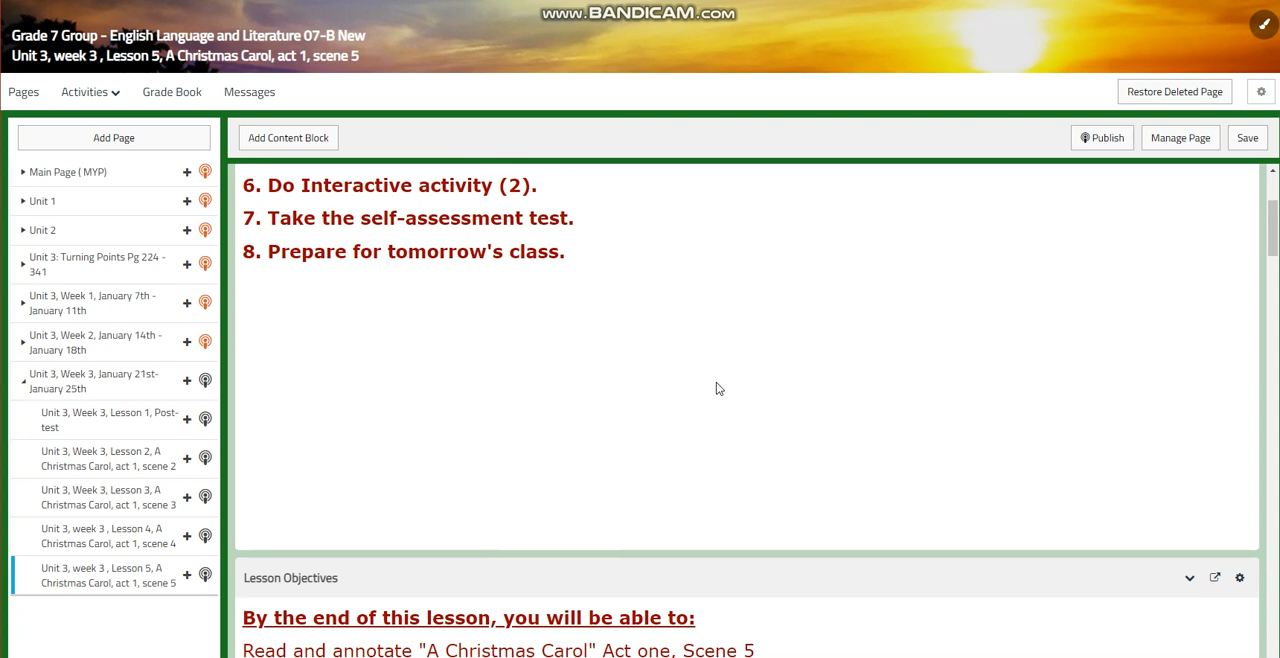 www.BANDICAM.com
Grade 7 Group - English Language and Literature 07-B New
Unit 3, week 3 , Lesson 5, A Christmas Carol, act 1, scene 5
Pages Activities Grade Book Messages Restore Deleted Page
Add Page Add Content Block Publish Manage Page Save
Main Page ( MYP)
Unit 1
Unit 2
Unit 3: Turning Points Pg 224 -
341
Unit 3, Week 1, January 7th -
January 11th
Unit 3, Week 2, January 14th -
January 18th
Unit 3, Week 3, January 21st-
January 25th
Unit 3, Week 3, Lesson 1, Post-
test
Unit 3, Week 3, Lesson 2, A
Christmas Carol, act 1, scene 2
Unit 3, Week 3, Lesson 3, A
Christmas Carol, act 1, scene 3
Unit 3, week 3 , Lesson 4, A
Christmas Carol, act 1, scene 4
Unit 3, week 3 , Lesson 5, A
Christmas Carol, act 1, scene 5
6. Do Interactive activity (2).
7. Take the self-assessment test.
8. Prepare for tomorrow's class.
Lesson Objectives
By the end of this lesson, you will be able to:
Read and annotate "A Christmas Carol" Act one, Scene 5